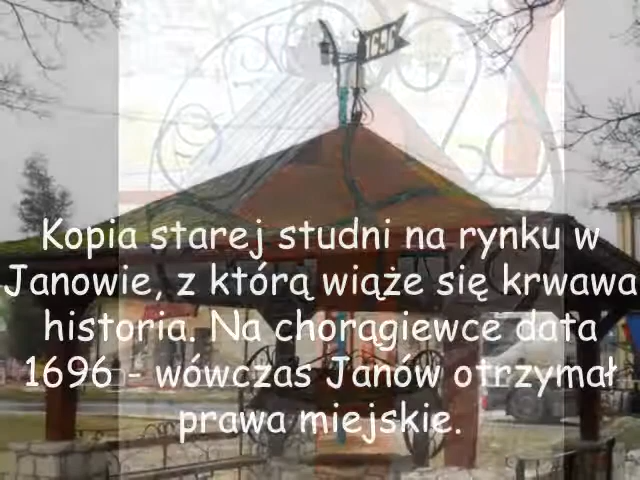 1696
Kopia starej studni na rynku w
Janowie, z którą wiąże się krwawa
historia. Na chorągiewce data
1696 - wówczas Janów otrzymał
prawa miejskie.